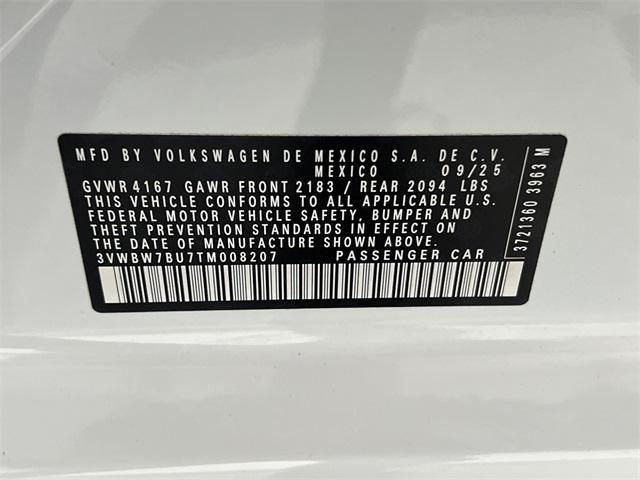 MFD BY VOLKSWAGEN DE MEXICO S.A. DE C.V.
MEXICO 09/25
GVWR 4167 GAWR FRONT 2183 / REAR 2094 LBS
THIS VEHICLE CONFORMS TO ALL APPLICABLE U.S.
FEDERAL MOTOR VEHICLE SAFETY, BUMPER AND
THEFT PREVENTION STANDARDS IN EFFECT ON
THE DATE OF MANUFACTURE SHOWN ABOVE.
3VWBW7BU7TM008207 PASSENGER CAR
3721360 3963 M